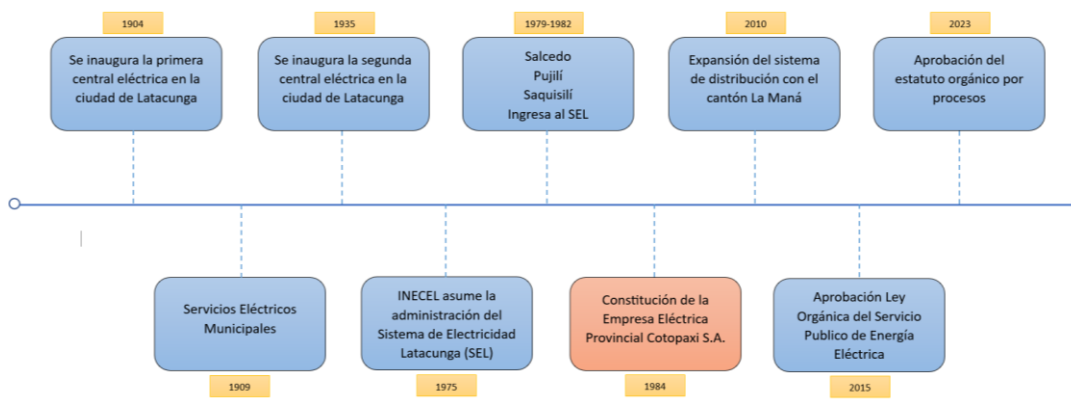 1904
Se inaugura la primera
central eléctrica en la
ciudad de Latacunga
1935
Se inaugura la segunda
central eléctrica en la
ciudad de Latacunga
1979-1982
Salcedo
Pujilí
Saquisilí
Ingresa al SEL
2010
Expansión del sistema
de distribución con el
cantón La Maná
2023
Aprobación del
estatuto orgánico por
procesos
Servicios Eléctricos
Municipales
1909
INECEL asume la
administración del
Sistema de Electricidad
Latacunga (SEL)
1975
Constitución de la
Empresa Eléctrica
Provincial Cotopaxi S.A.
1984
Aprobación Ley
Orgánica del Servicio
Publico de Energía
Eléctrica
2015